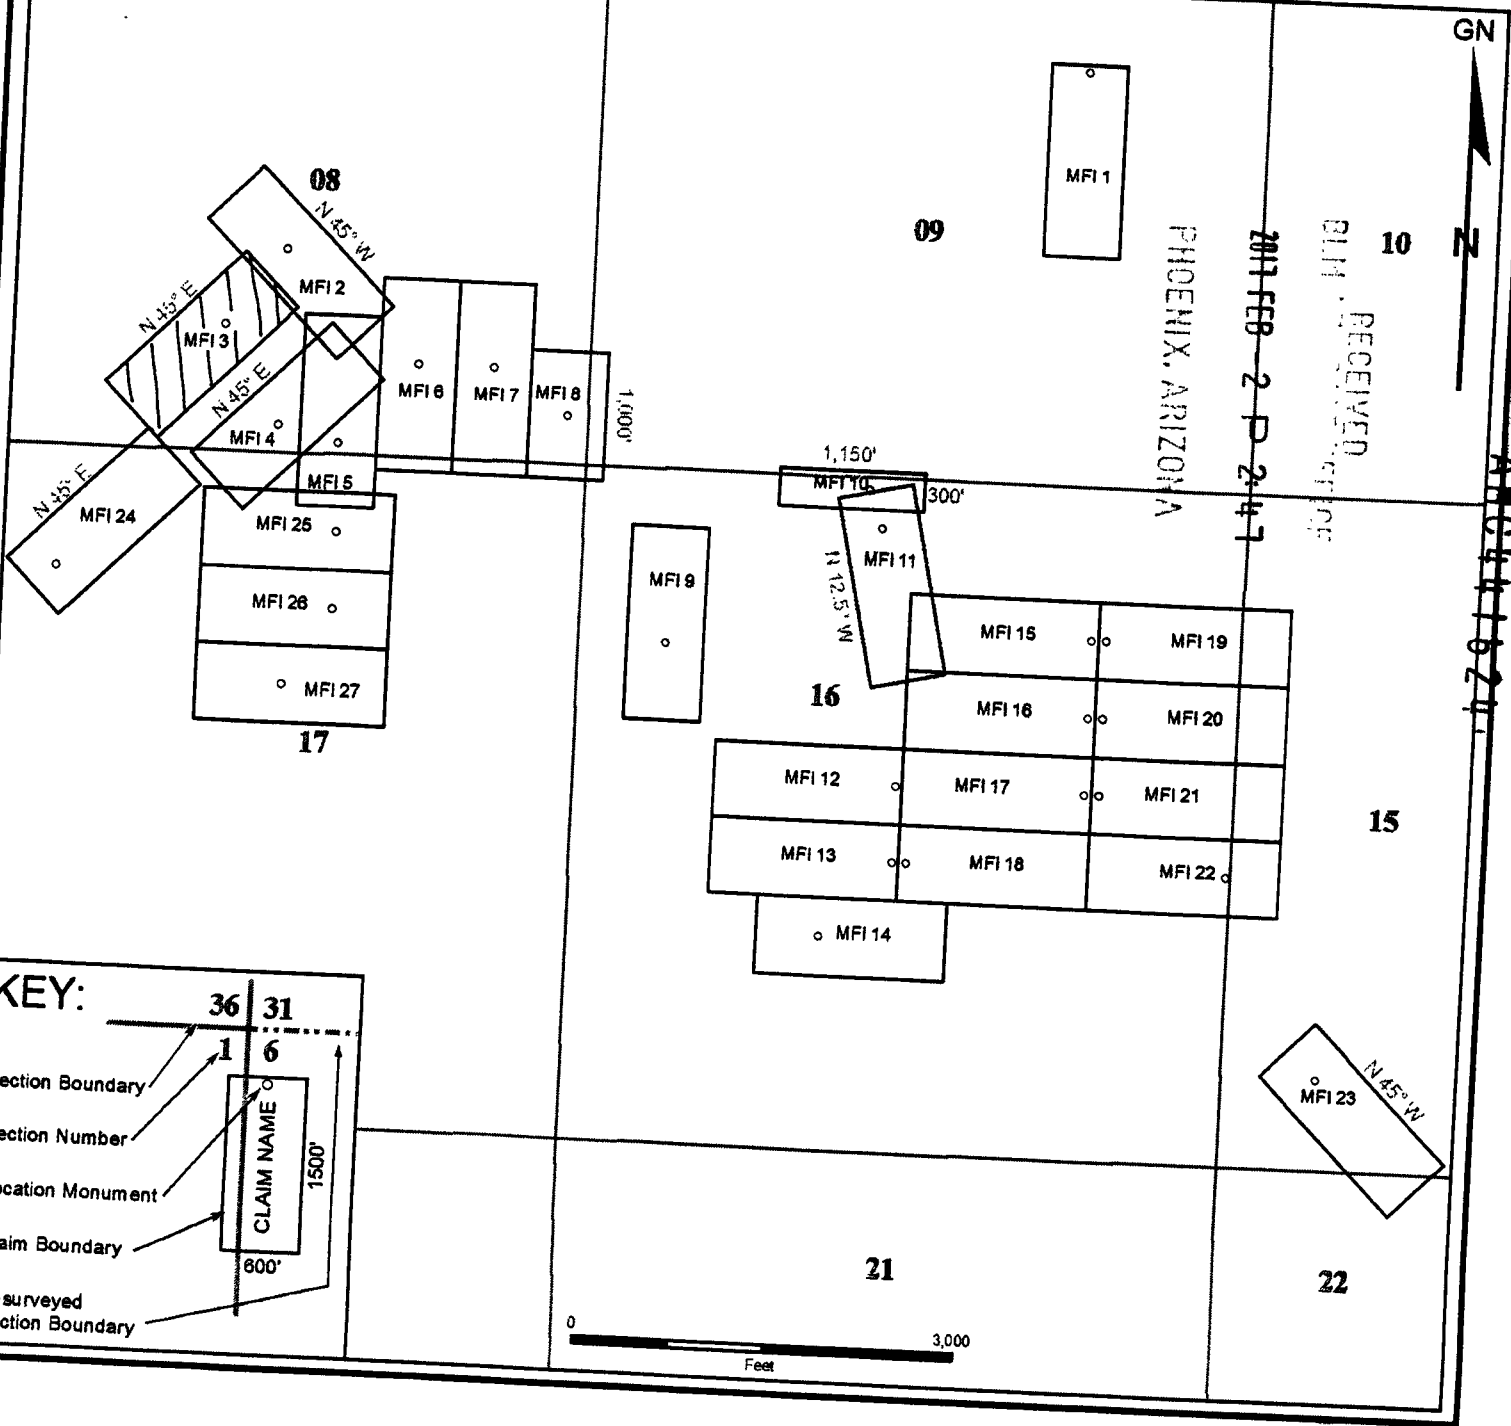 GN
N
08
09
10
MFI 1
N 45° W
MFI 2
N 45° E
MFI 3
N 45° E
MFI 4
MFI 5
MFI 6
MFI 7
MFI 8
1,000'
RECEIVED
BLM
2011 FEB - 2 P 2:47
PHOENIX, ARIZONA
1,150'
MFI 10
300'
N 45° E
MFI 24
MFI 25
MFI 26
MFI 27
17
MFI 9
MFI 11
N 12.5° W
16
MFI 15
MFI 19
MFI 16
MFI 20
MFI 12
MFI 17
MFI 21
MFI 13
MFI 18
MFI 22
MFI 14
15
MFI 23
N 45° W
21
22
KEY:
36
31
1
6
ection Boundary
ection Number
ocation Monument
aim Boundary
surveyed
ction Boundary
CLAIM NAME
1500'
600'
0
3,000
Feet